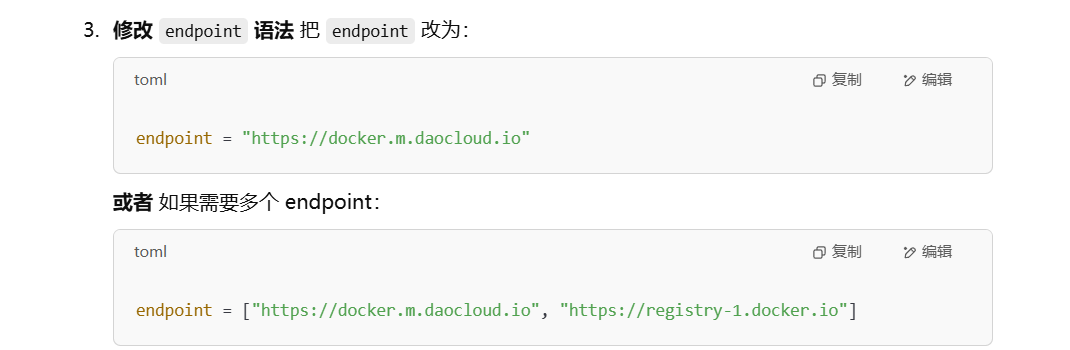 3. 修改 endpoint 语法 把 endpoint 改为：
toml 复制 编辑
endpoint = "https://docker.m.daocloud.io"
或者 如果需要多个 endpoint：
toml 复制 编辑
endpoint = ["https://docker.m.daocloud.io", "https://registry-1.docker.io"]